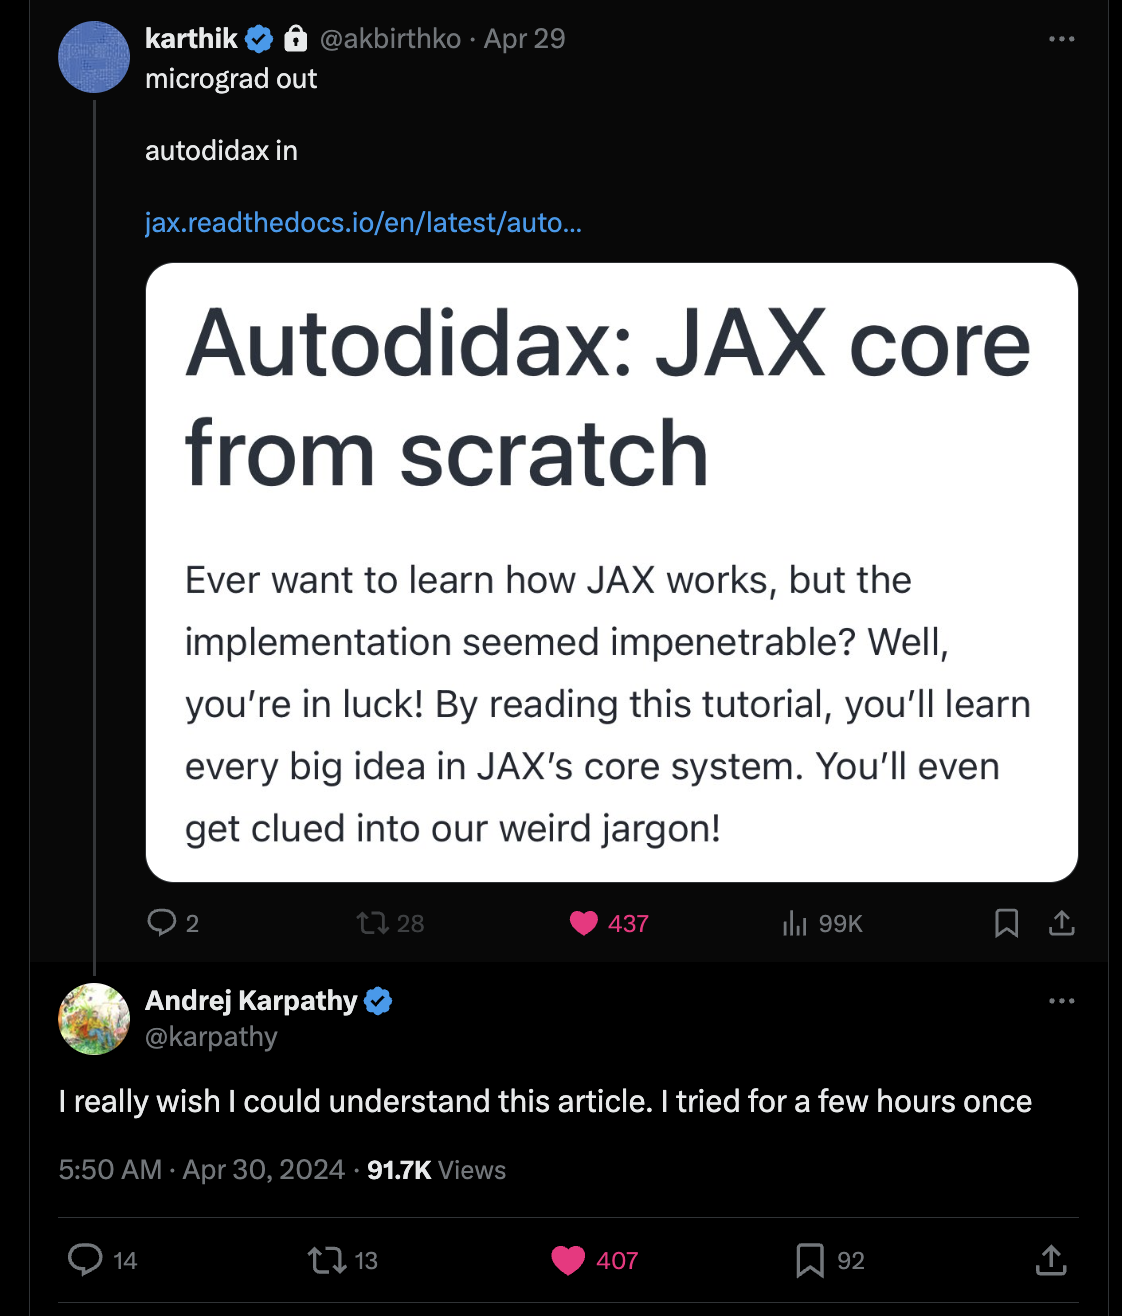 karthik @akbirthko · Apr 29
micrograd out
autodidax in
jax.readthedocs.io/en/latest/auto...
Autodidax: JAX core
from scratch
Ever want to learn how JAX works, but the
implementation seemed impenetrable? Well,
you’re in luck! By reading this tutorial, you’ll learn
every big idea in JAX’s core system. You’ll even
get clued into our weird jargon!
2 28 437 99K
Andrej Karpathy
@karpathy
I really wish I could understand this article. I tried for a few hours once
5:50 AM · Apr 30, 2024 · 91.7K Views
14 13 407 92